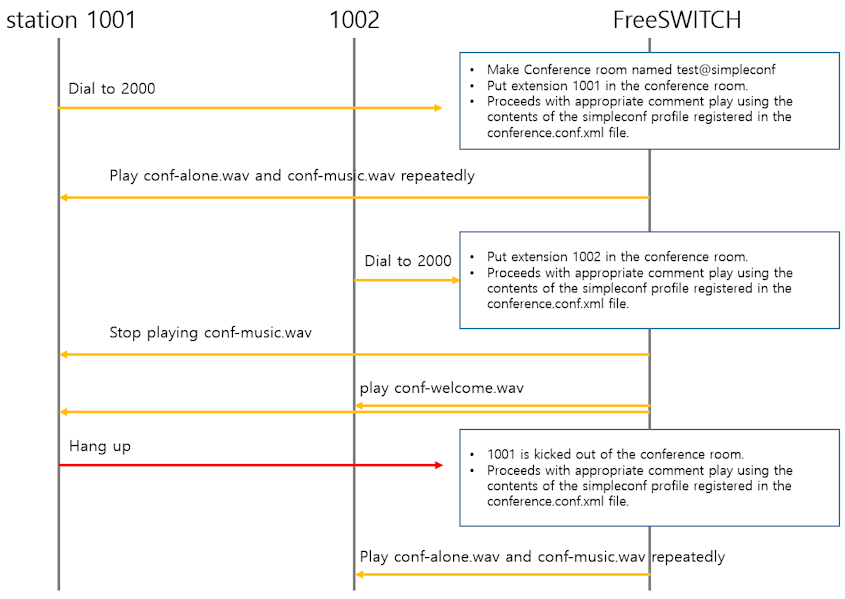 station 1001
1002
FreeSWITCH
Dial to 2000
• Make Conference room named test@simpleconf
• Put extension 1001 in the conference room.
• Proceeds with appropriate comment play using the
contents of the simpleconf profile registered in the
conference.conf.xml file.
Play conf-alone.wav and conf-music.wav repeatedly
Dial to 2000
• Put extension 1002 in the conference room.
• Proceeds with appropriate comment play using the
contents of the simpleconf profile registered in the
conference.conf.xml file.
Stop playing conf-music.wav
play conf-welcome.wav
Hang up
• 1001 is kicked out of the conference room.
• Proceeds with appropriate comment play using the
contents of the simpleconf profile registered in the
conference.conf.xml file.
Play conf-alone.wav and conf-music.wav repeatedly